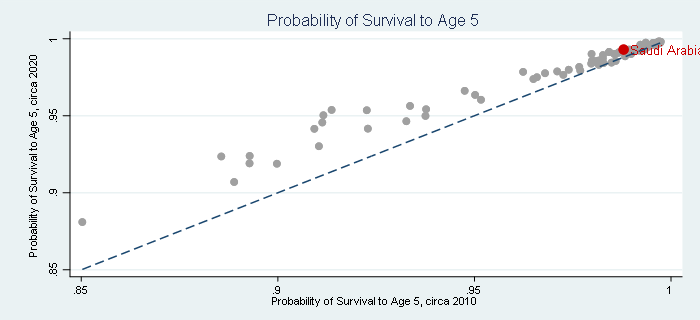 Probability of Survival to Age 5
Probability of Survival to Age 5, circa 2020
1
.95
.9
.85
Saudi Arabia
.85
.9
.95
1
Probability of Survival to Age 5, circa 2010